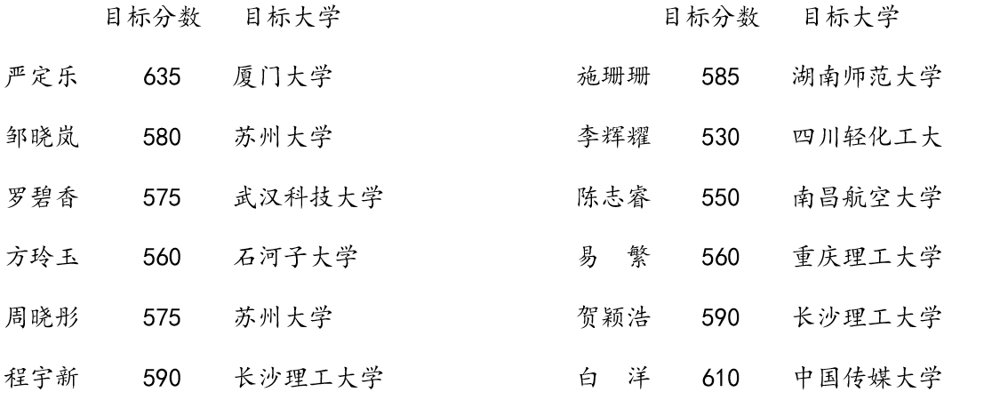 目标分数 目标大学 目标分数 目标大学
严定乐 635 厦门大学 施珊珊 585 湖南师范大学
邹晓岚 580 苏州大学 李辉耀 530 四川轻化工大
罗碧香 575 武汉科技大学 陈志睿 550 南昌航空大学
方玲玉 560 石河子大学 易 繁 560 重庆理工大学
周晓彤 575 苏州大学 贺颖浩 590 长沙理工大学
程宇新 590 长沙理工大学 白 洋 610 中国传媒大学